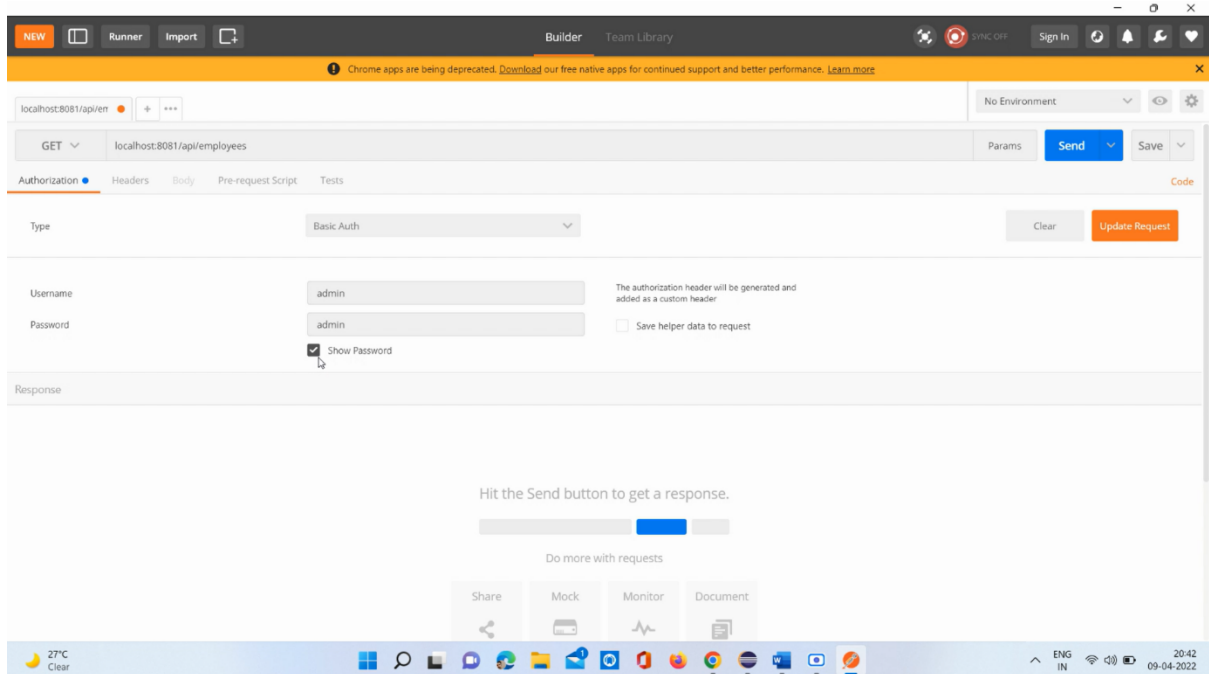 NEW Runner Import Builder Team Library SYNC OFF Sign In
Chrome apps are being deprecated. Download our free native apps for continued support and better performance. Learn more
localhost:8081/api/em + ••• No Environment
GET localhost:8081/api/employees Params Send Save
Authorization Headers Body Pre-request Script Tests Code
Type Basic Auth Clear Update Request
Username admin The authorization header will be generated and
added as a custom header
Password admin Save helper data to request
Show Password
Response
Hit the Send button to get a response.
Do more with requests
Share Mock Monitor Document
27°C ENG 20:42
Clear IN 09-04-2022